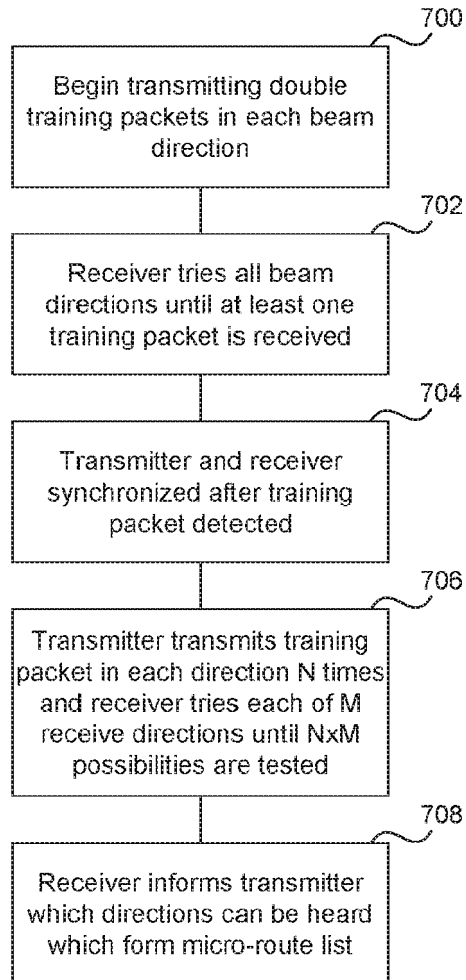 700
Begin transmitting double
training packets in each beam
direction
702
Receiver tries all beam
directions until at least one
training packet is received
704
Transmitter and receiver
synchronized after training
packet detected
706
Transmitter transmits training
packet in each direction N times
and receiver tries each of M
receive directions until NxM
possibilities are tested
708
Receiver informs transmitter
which directions can be heard
which form micro-route list